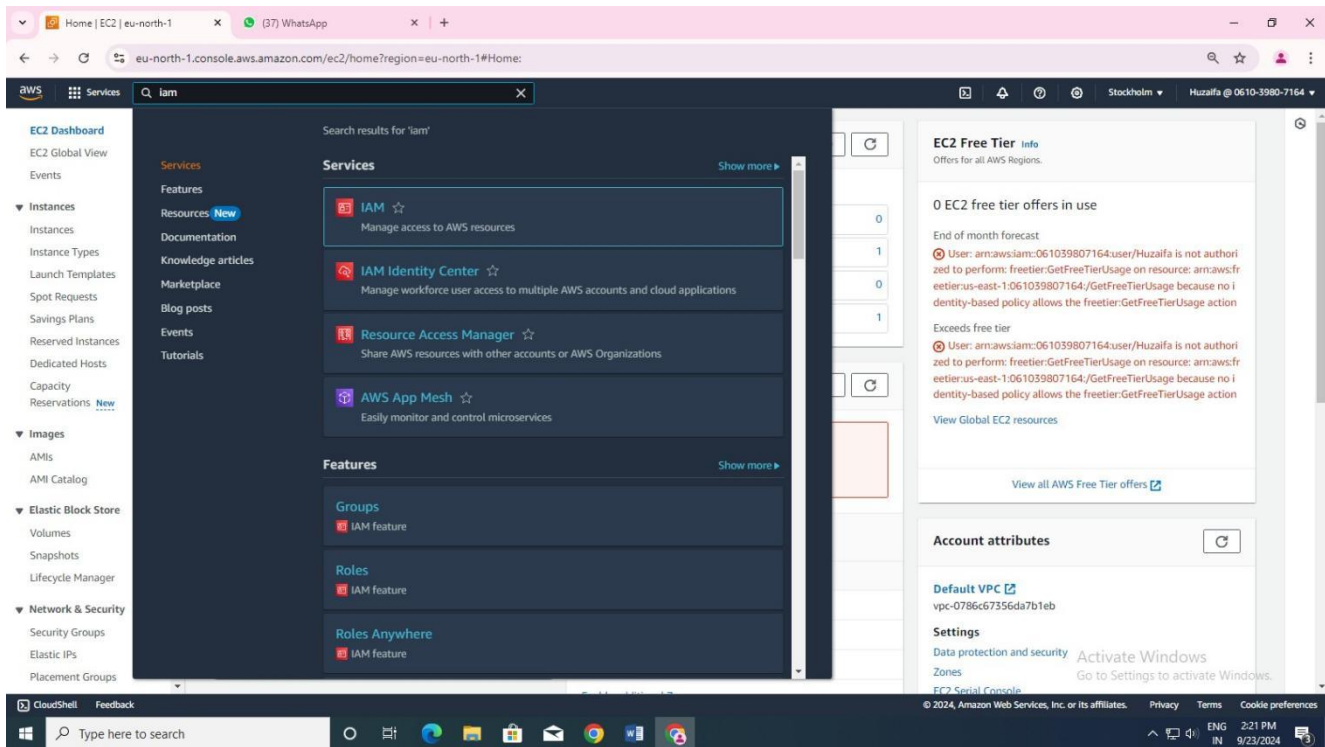 Home | EC2 | eu-north-1
(37) WhatsApp
eu-north-1.console.aws.amazon.com/ec2/home?region=eu-north-1#Home:
aws
Services
iam
Stockholm
Huzaifa @ 0610-3980-7164
EC2 Dashboard
EC2 Global View
Events
Instances
Instances
Instance Types
Launch Templates
Spot Requests
Savings Plans
Reserved Instances
Dedicated Hosts
Capacity
Reservations New
Images
AMIs
AMI Catalog
Elastic Block Store
Volumes
Snapshots
Lifecycle Manager
Network & Security
Security Groups
Elastic IPs
Placement Groups
Services
Features
Resources New
Documentation
Knowledge articles
Marketplace
Blog posts
Events
Tutorials
Search results for 'iam'
Services
Show more
IAM
Manage access to AWS resources
IAM Identity Center
Manage workforce user access to multiple AWS accounts and cloud applications
Resource Access Manager
Share AWS resources with other accounts or AWS Organizations
AWS App Mesh
Easily monitor and control microservices
Features
Show more
Groups
IAM feature
Roles
IAM feature
Roles Anywhere
IAM feature
0
1
0
1
EC2 Free Tier Info
Offers for all AWS Regions.
0 EC2 free tier offers in use
End of month forecast
User: arn:aws:iam::061039807164:user/Huzaifa is not authori
zed to perform: freetier:GetFreeTierUsage on resource: arn:aws:fr
eetier:us-east-1:061039807164:/GetFreeTierUsage because no i
dentity-based policy allows the freetier:GetFreeTierUsage action
Exceeds free tier
User: arn:aws:iam::061039807164:user/Huzaifa is not authori
zed to perform: freetier:GetFreeTierUsage on resource: arn:aws:fr
eetier:us-east-1:061039807164:/GetFreeTierUsage because no i
dentity-based policy allows the freetier:GetFreeTierUsage action
View Global EC2 resources
View all AWS Free Tier offers
Account attributes
Default VPC
vpc-0786c67356da7b1eb
Settings
Data protection and security
Zones
EC2 Serial Console
Activate Windows
Go to Settings to activate Windows.
CloudShell
Feedback
© 2024, Amazon Web Services, Inc. or its affiliates.
Privacy
Terms
Cookie preferences
Type here to search
ENG
IN
2:21 PM
9/23/2024
3